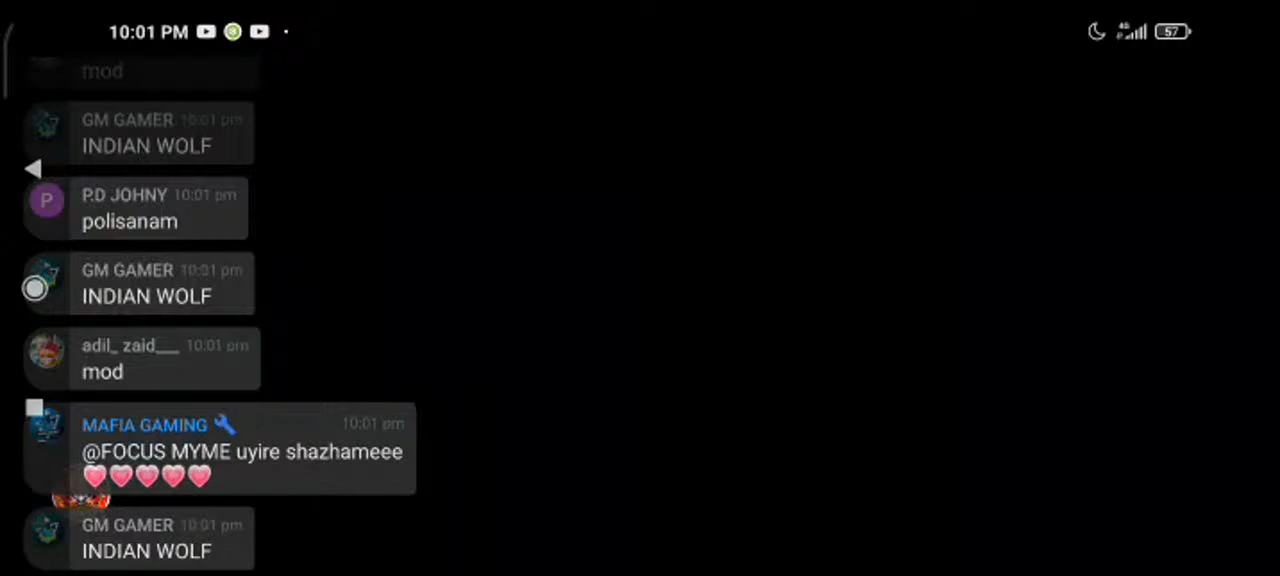 10:01 PM
4G
57
mod
GM GAMER 10:01 pm
INDIAN WOLF
P
P.D JOHNY 10:01 pm
polisanam
GM GAMER 10:01 pm
INDIAN WOLF
adil_ zaid___ 10:01 pm
mod
MAFIA GAMING 10:01 pm
@FOCUS MYME uyire shazhameee
GM GAMER 10:01 pm
INDIAN WOLF